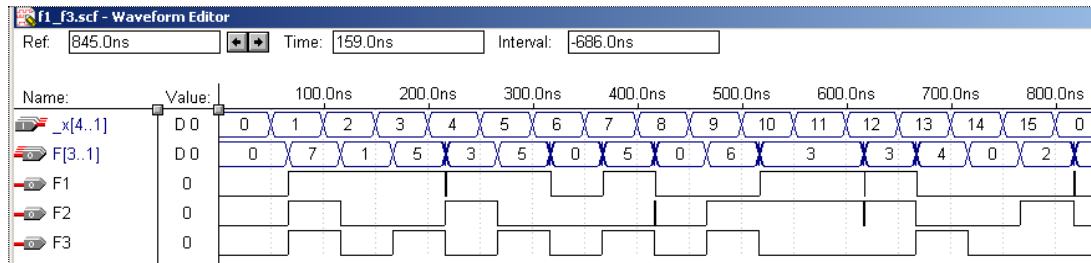 f1_f3.scf - Waveform Editor
Ref: 845.0ns Time: 159.0ns Interval: -686.0ns
Name: Value: 100.0ns 200.0ns 300.0ns 400.0ns 500.0ns 600.0ns 700.0ns 800.0ns
_x[4..1] D 0 0 1 2 3 4 5 6 7 8 9 10 11 12 13 14 15 0
F[3..1] D 0 0 7 1 5 3 5 0 5 0 6 3 3 4 0 2
F1 0
F2 0
F3 0